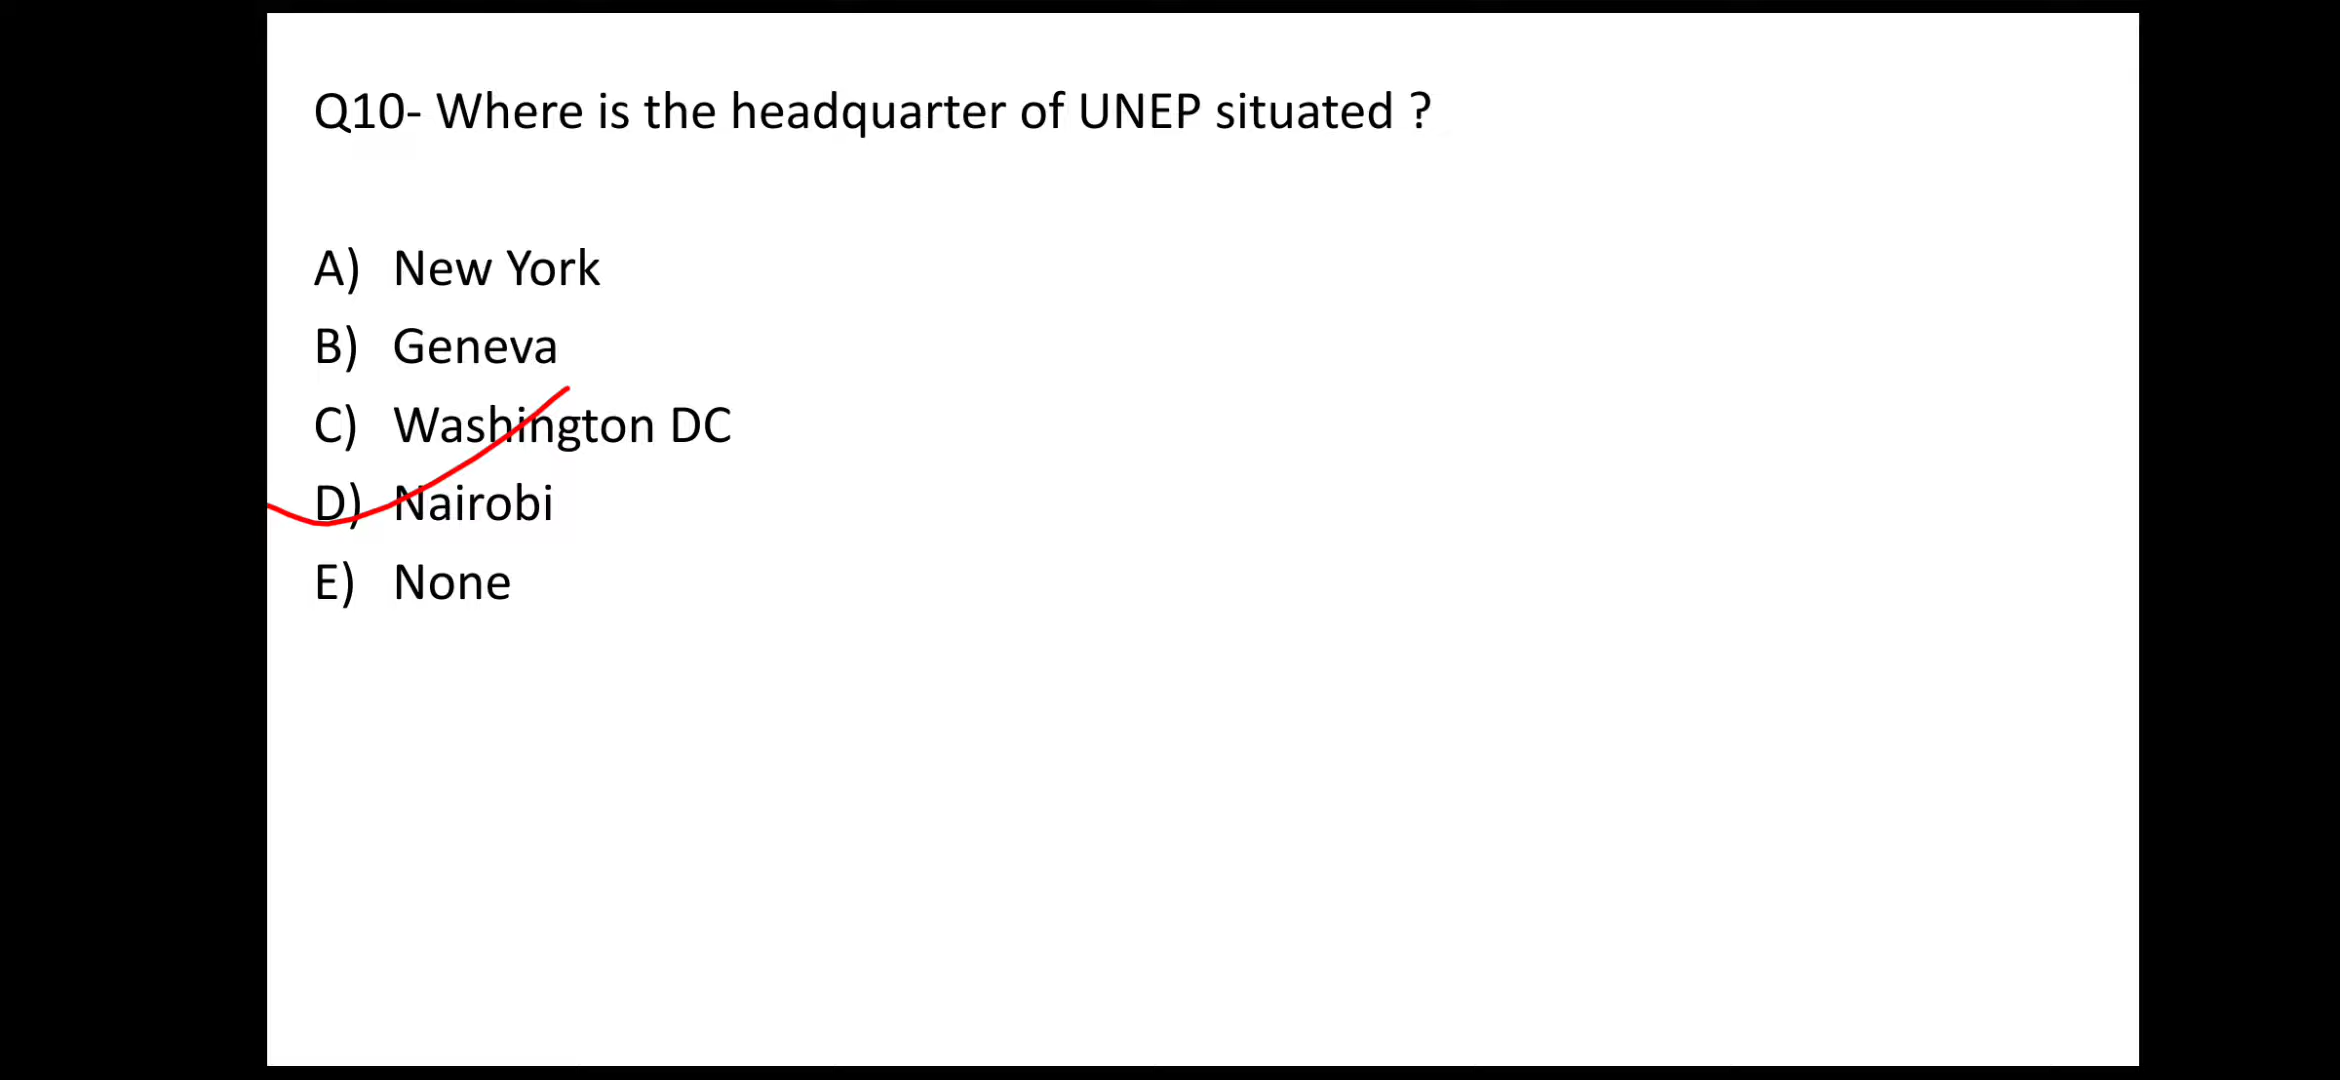 Q10- Where is the headquarter of UNEP situated ?
A) New York
B) Geneva
C) Washington DC
D) Nairobi
E) None